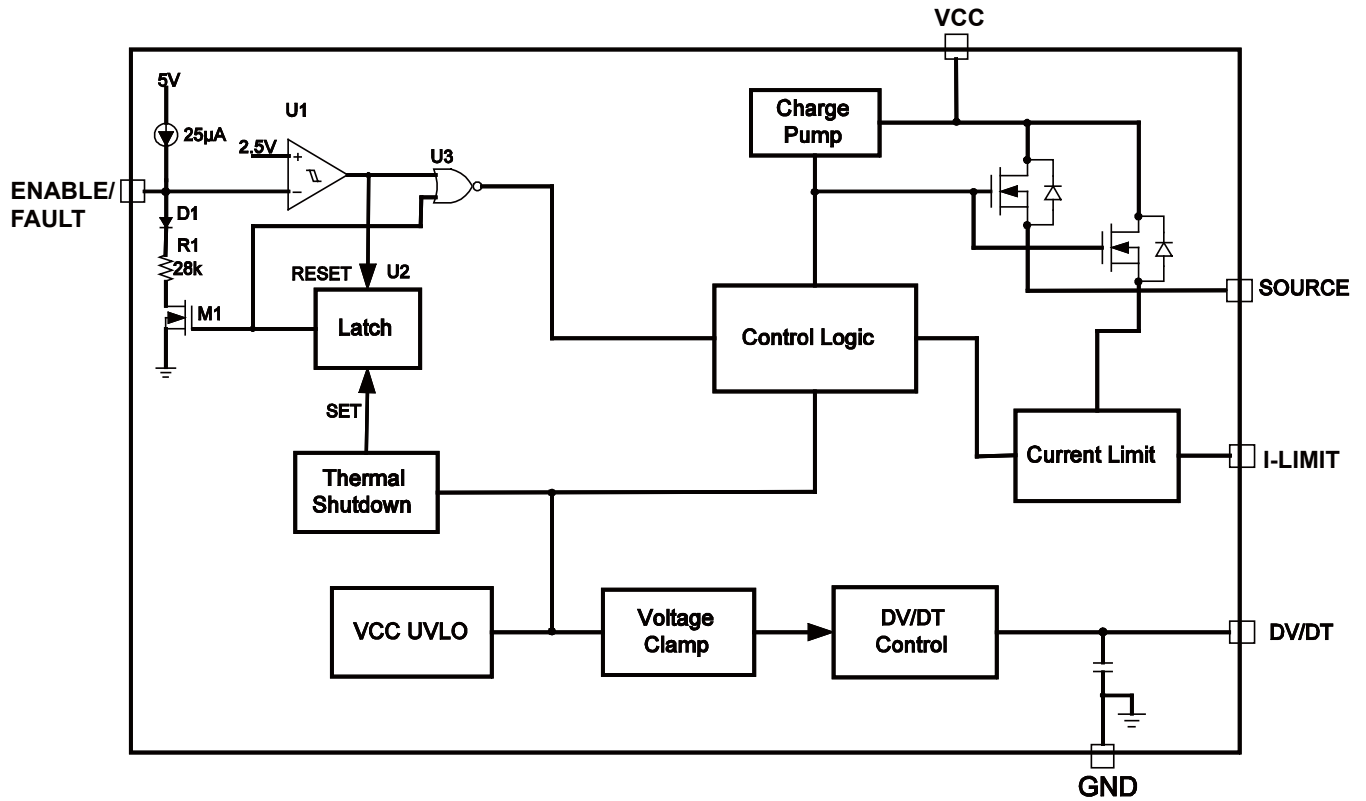 VCC
5V
U1
Charge
Pump
25µA
2.5V
+
U3
ENABLE/
FAULT
−
D1
R1
28k
RESET
U2
SOURCE
M1
Latch
Control Logic
SET
Current Limit
I-LIMIT
Thermal
Shutdown
VCC UVLO
Voltage
Clamp
DV/DT
Control
DV/DT
GND